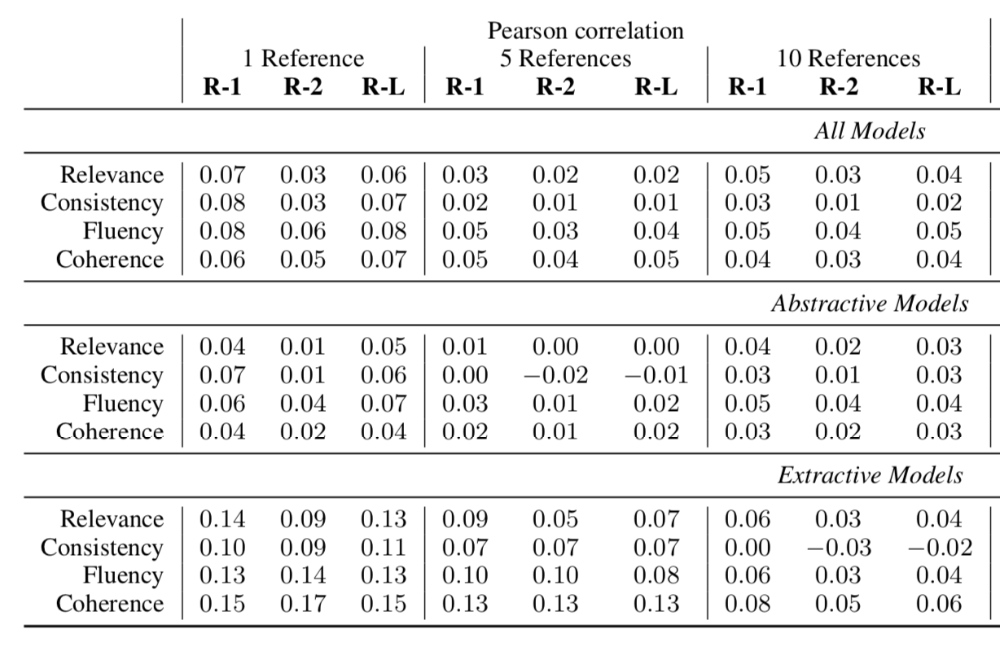 Pearson correlation
1 Reference 5 References 10 References
R-1 R-2 R-L R-1 R-2 R-L R-1 R-2 R-L
All Models
Relevance 0.07 0.03 0.06 0.03 0.02 0.02 0.05 0.03 0.04
Consistency 0.08 0.03 0.07 0.02 0.01 0.01 0.03 0.01 0.02
Fluency 0.08 0.06 0.08 0.05 0.03 0.04 0.05 0.04 0.05
Coherence 0.06 0.05 0.07 0.05 0.04 0.05 0.04 0.03 0.04
Abstractive Models
Relevance 0.04 0.01 0.05 0.01 0.00 0.00 0.04 0.02 0.03
Consistency 0.07 0.01 0.06 0.00 −0.02 −0.01 0.03 0.01 0.03
Fluency 0.06 0.04 0.07 0.03 0.01 0.02 0.05 0.04 0.04
Coherence 0.04 0.02 0.04 0.02 0.01 0.02 0.03 0.02 0.03
Extractive Models
Relevance 0.14 0.09 0.13 0.09 0.05 0.07 0.06 0.03 0.04
Consistency 0.10 0.09 0.11 0.07 0.07 0.07 0.00 −0.03 −0.02
Fluency 0.13 0.14 0.13 0.10 0.10 0.08 0.06 0.03 0.04
Coherence 0.15 0.17 0.15 0.13 0.13 0.13 0.08 0.05 0.06